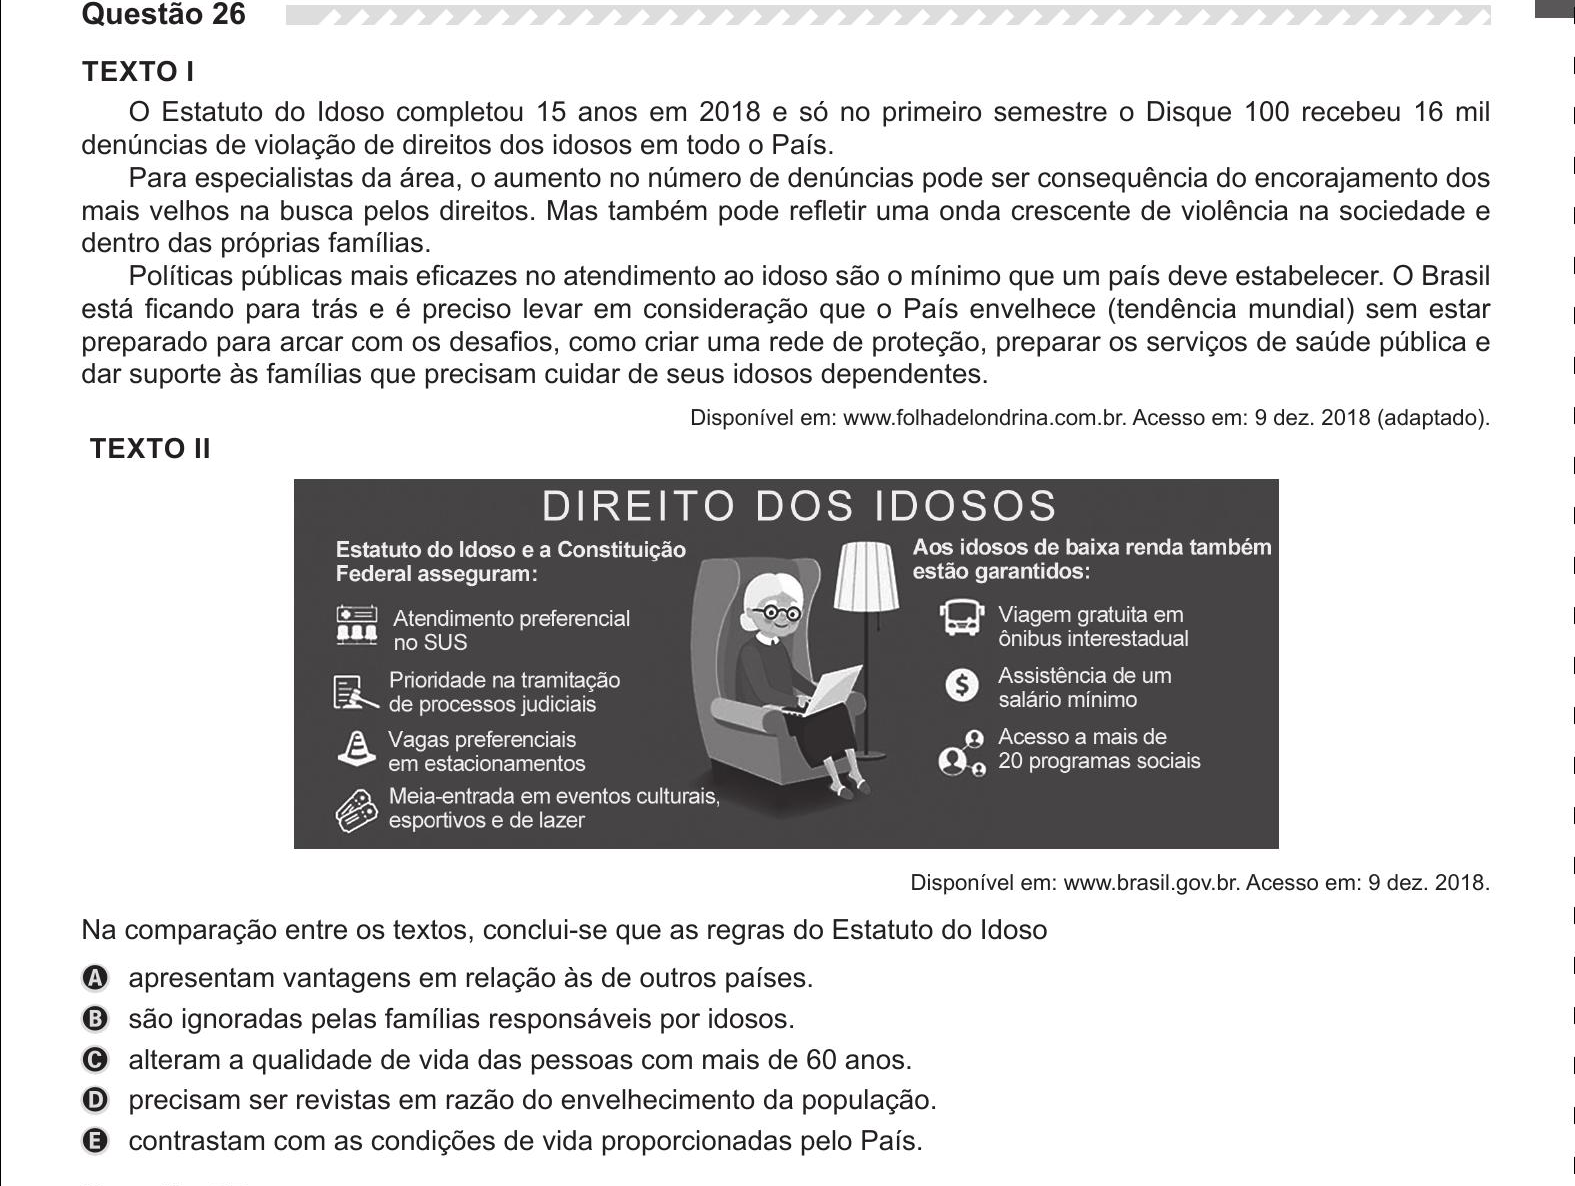 Questão 26
TEXTO I
O Estatuto do Idoso completou 15 anos em 2018 e só no primeiro semestre o Disque 100 recebeu 16 mil
denúncias de violação de direitos dos idosos em todo o País.
Para especialistas da área, o aumento no número de denúncias pode ser consequência do encorajamento dos
mais velhos na busca pelos direitos. Mas também pode refletir uma onda crescente de violência na sociedade e
dentro das próprias famílias.
Políticas públicas mais eficazes no atendimento ao idoso são o mínimo que um país deve estabelecer. O Brasil
está ficando para trás e é preciso levar em consideração que o País envelhece (tendência mundial) sem estar
preparado para arcar com os desafios, como criar uma rede de proteção, preparar os serviços de saúde pública e
dar suporte às famílias que precisam cuidar de seus idosos dependentes.
Disponível em: www.folhadelondrina.com.br. Acesso em: 9 dez. 2018 (adaptado).
TEXTO II
DIREITO DOS IDOSOS
Estatuto do Idoso e a Constituição
Federal asseguram:
Atendimento preferencial
no SUS
Prioridade na tramitação
de processos judiciais
Vagas preferenciais
em estacionamentos
Meia-entrada em eventos culturais,
esportivos e de lazer
Aos idosos de baixa renda também
estão garantidos:
Viagem gratuita em
ônibus interestadual
Assistência de um
salário mínimo
Acesso a mais de
20 programas sociais
Disponível em: www.brasil.gov.br. Acesso em: 9 dez. 2018.
Na comparação entre os textos, conclui-se que as regras do Estatuto do Idoso
A apresentam vantagens em relação às de outros países.
B são ignoradas pelas famílias responsáveis por idosos.
C alteram a qualidade de vida das pessoas com mais de 60 anos.
D precisam ser revistas em razão do envelhecimento da população.
E contrastam com as condições de vida proporcionadas pelo País.